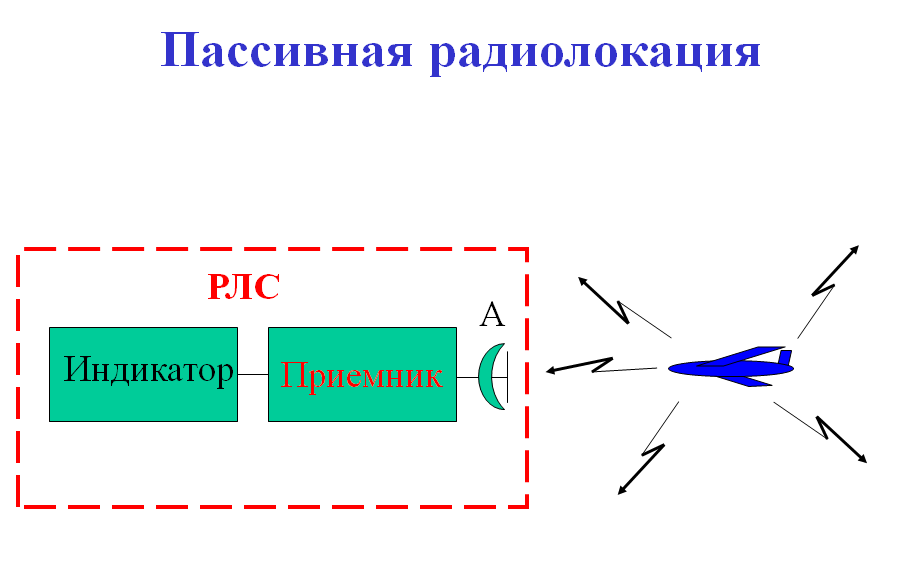 Пассивная радиолокация
РЛС
А
Индикатор
Приемник